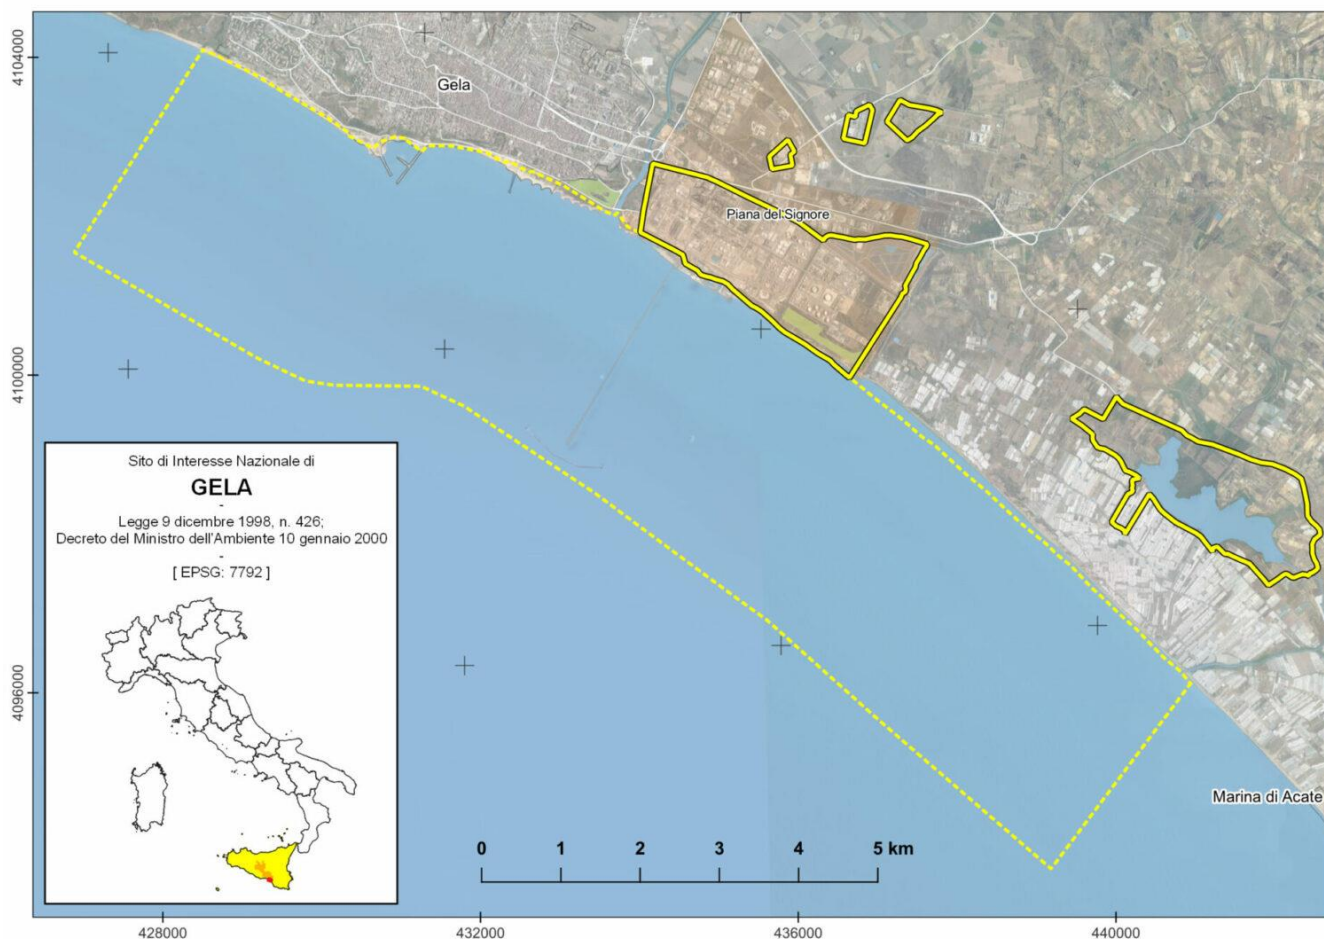 4104000
4100000
4096000
Gela
Piana del Signore
Marina di Acate
Sito di Interesse Nazionale di
GELA
-
Legge 9 dicembre 1998, n. 426;
Decreto del Ministro dell'Ambiente 10 gennaio 2000
-
[ EPSG: 7792 ]
0 1 2 3 4 5 km
428000 432000 436000 440000